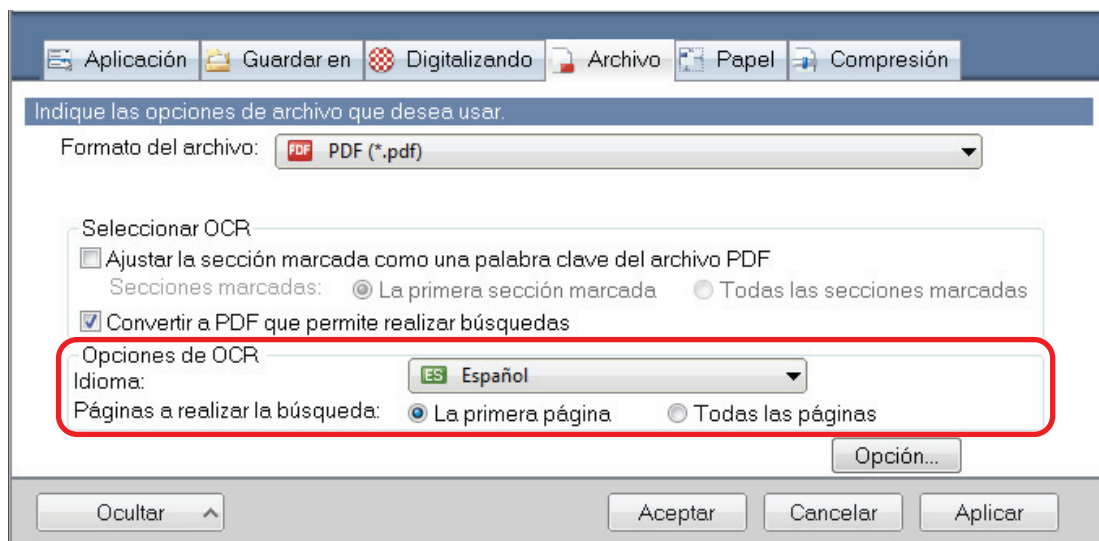 Aplicación Guardar en Digitalizando Archivo Papel Compresión
Indique las opciones de archivo que desea usar.
Formato del archivo: PDF PDF (*.pdf)
Seleccionar OCR
Ajustar la sección marcada como una palabra clave del archivo PDF
Secciones marcadas: La primera sección marcada Todas las secciones marcadas
Convertir a PDF que permite realizar búsquedas
Opciones de OCR
Idioma: ES Español
Páginas a realizar la búsqueda: La primera página Todas las páginas
Opción...
Ocultar Aceptar Cancelar Aplicar